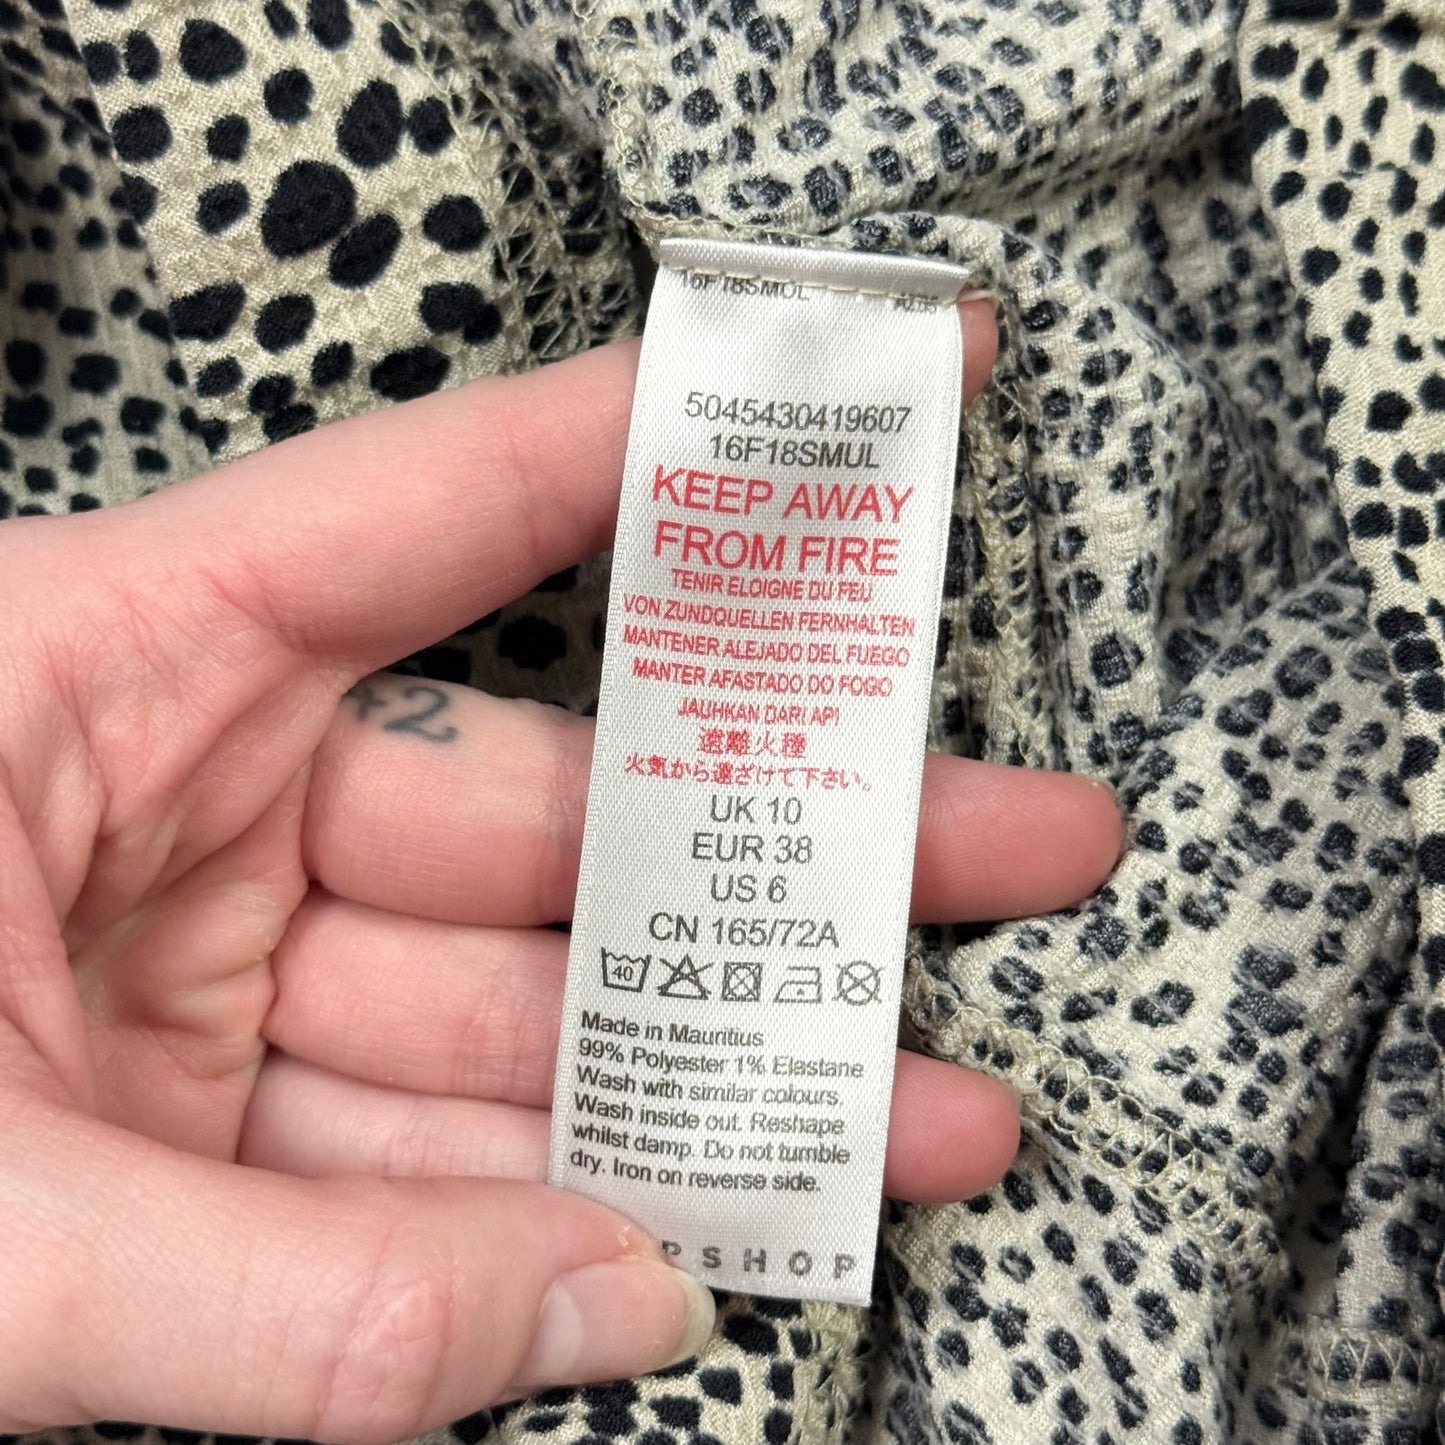 16F18SMUL
5045430419607
16F18SMUL
KEEP AWAY
FROM FIRE
TENIR ELOIGNE DU FEU
VON ZUNDQUELLEN FERNHALTEN
MANTENER ALEJADO DEL FUEGO
MANTER AFASTADO DO FOGO
JAUHKAN DARI API
遠離火種
火気から遠ざけて下さい。
UK 10
EUR 38
US 6
CN 165/72A
40
Made in Mauritius
99% Polyester 1% Elastane
Wash with similar colours.
Wash inside out. Reshape
whilst damp. Do not tumble
dry. Iron on reverse side.
PSHOP
42